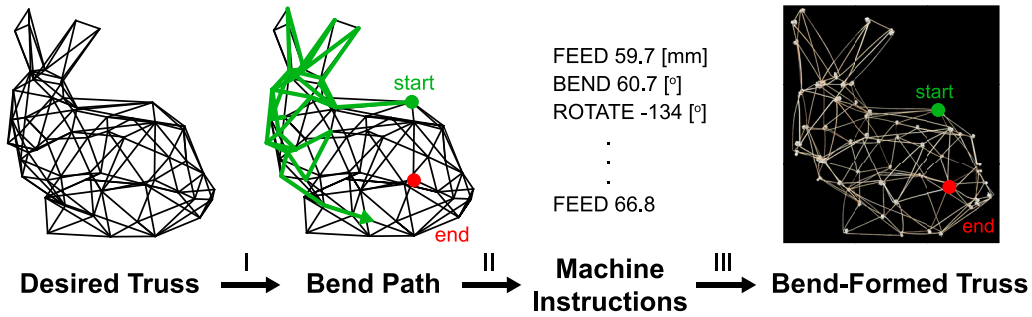 start
end
FEED 59.7 [mm]
BEND 60.7 [º]
ROTATE -134 [º]
.
.
.
FEED 66.8
start
end
Desired Truss
I
Bend Path
II
Machine
Instructions
III
Bend-Formed Truss